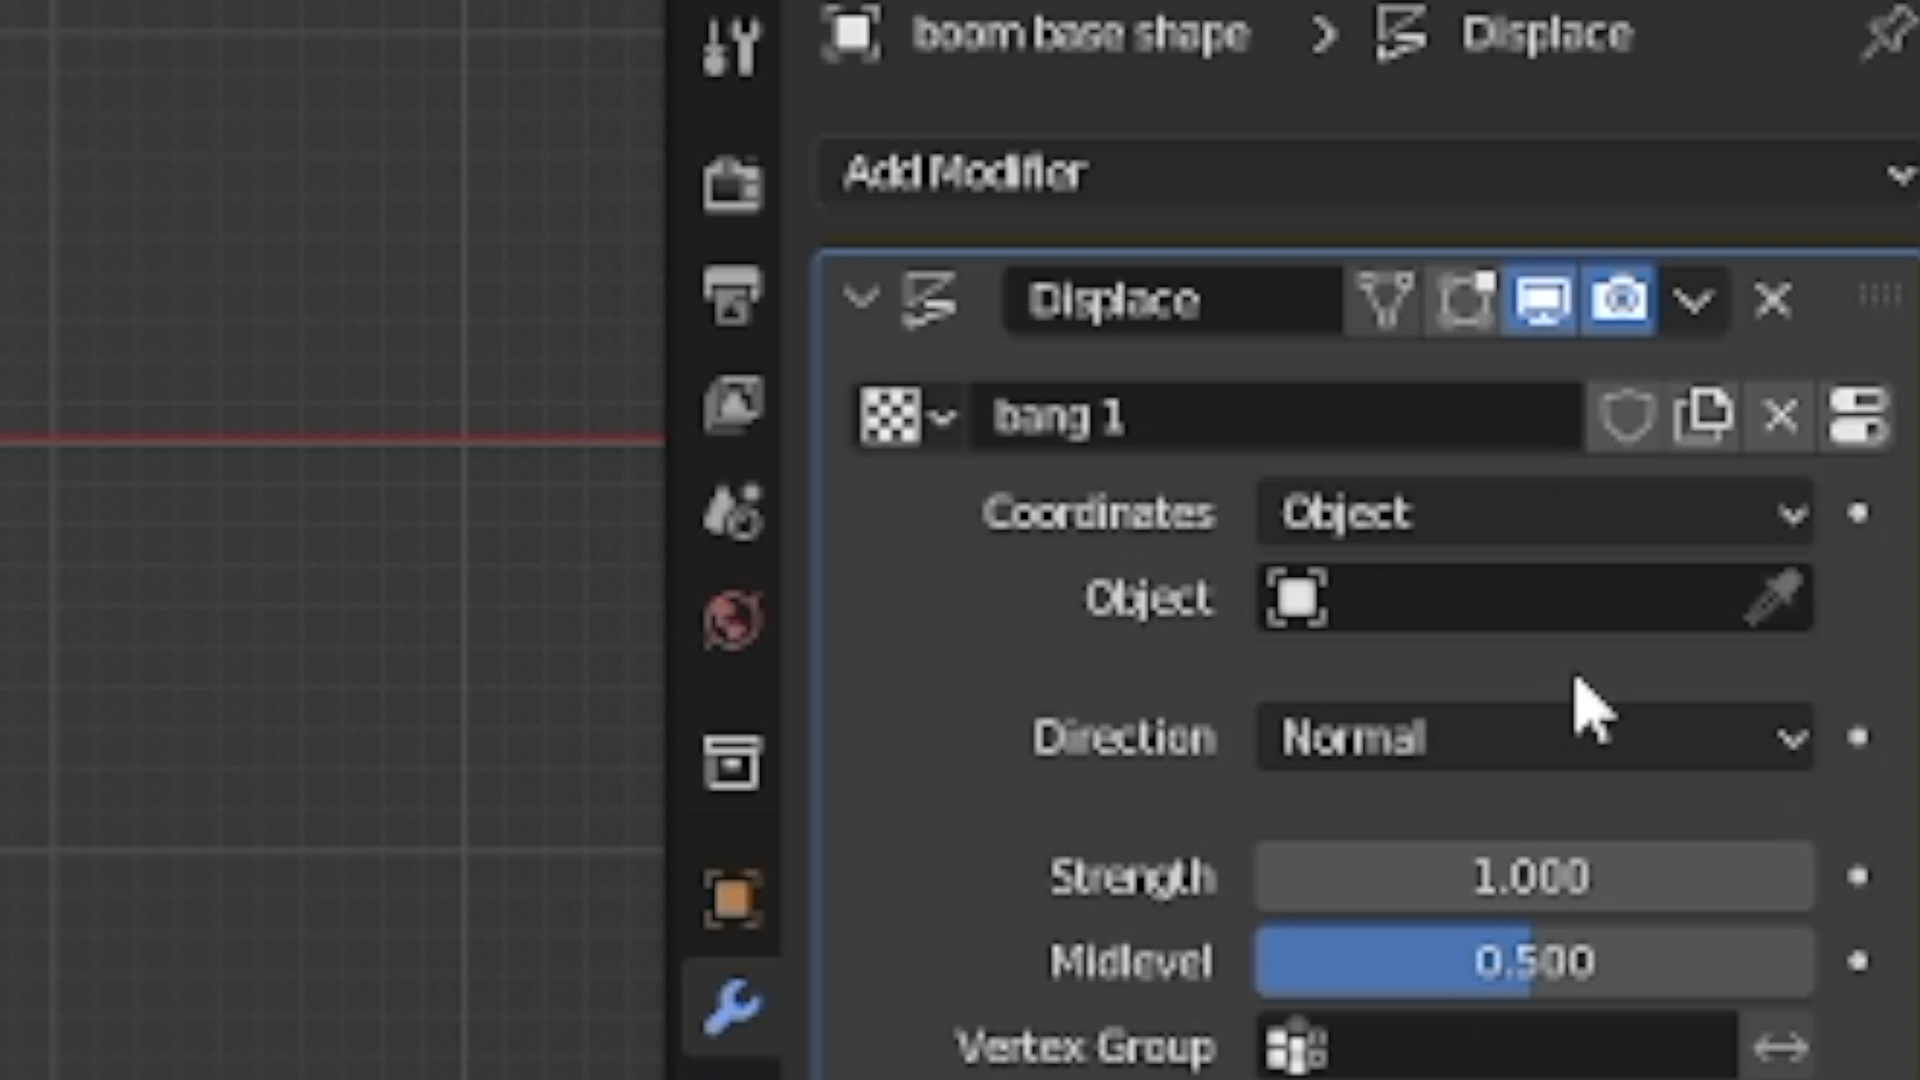 boom base shape > Displace
Add Modifier
Displace
bang 1
Coordinates Object
Object
Direction Normal
Strength 1.000
Midlevel 0.500
Vertex Group